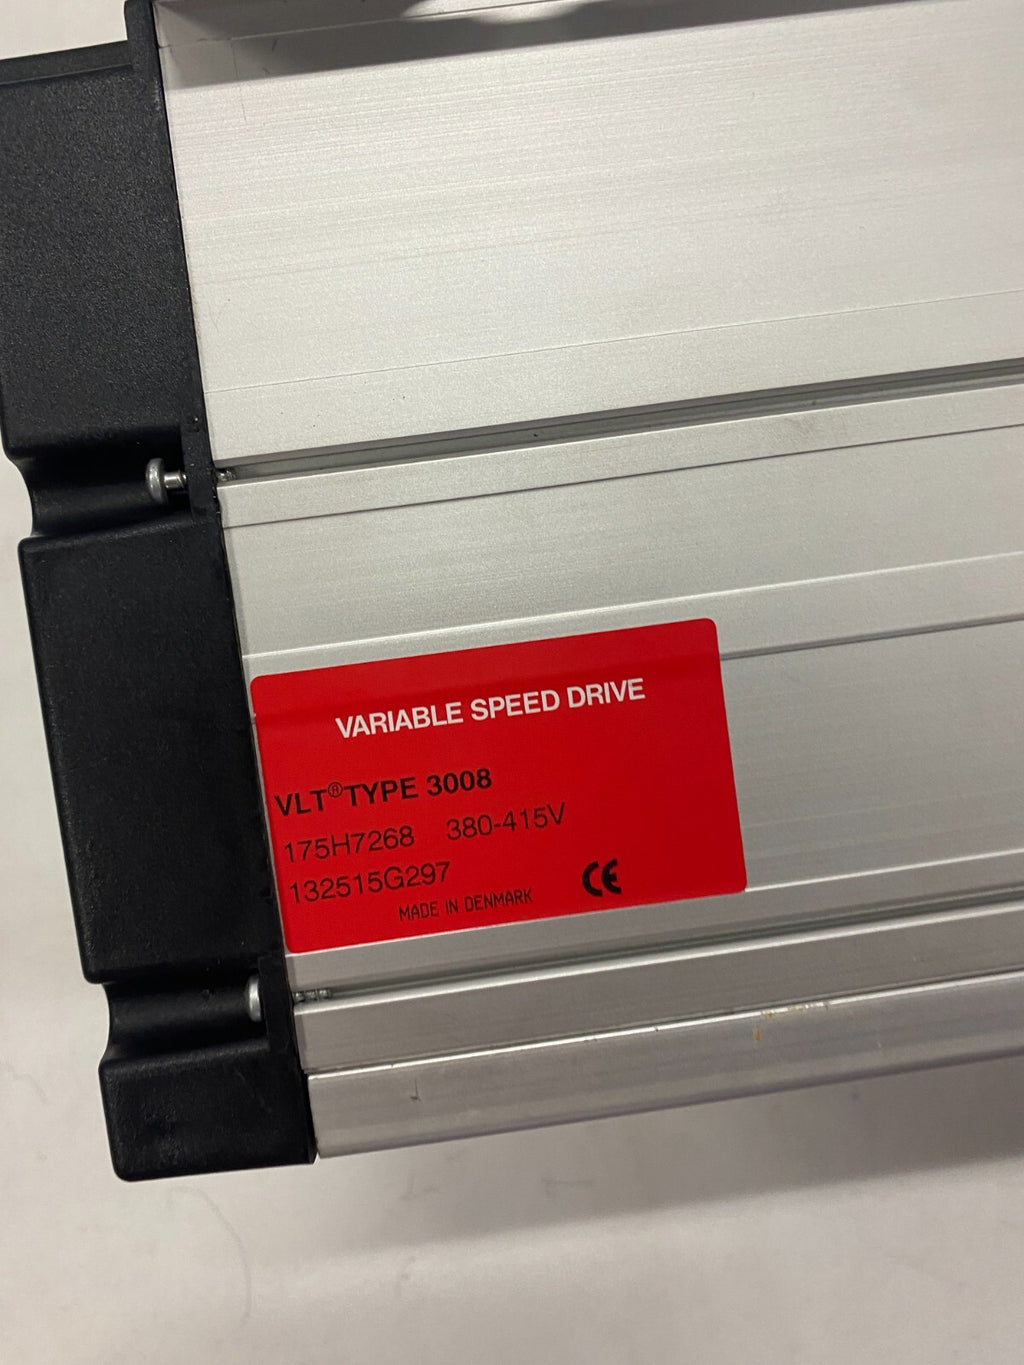 VARIABLE SPEED DRIVE
VLT® TYPE 3008
175H7268 380-415V
132515G297
MADE IN DENMARK CE